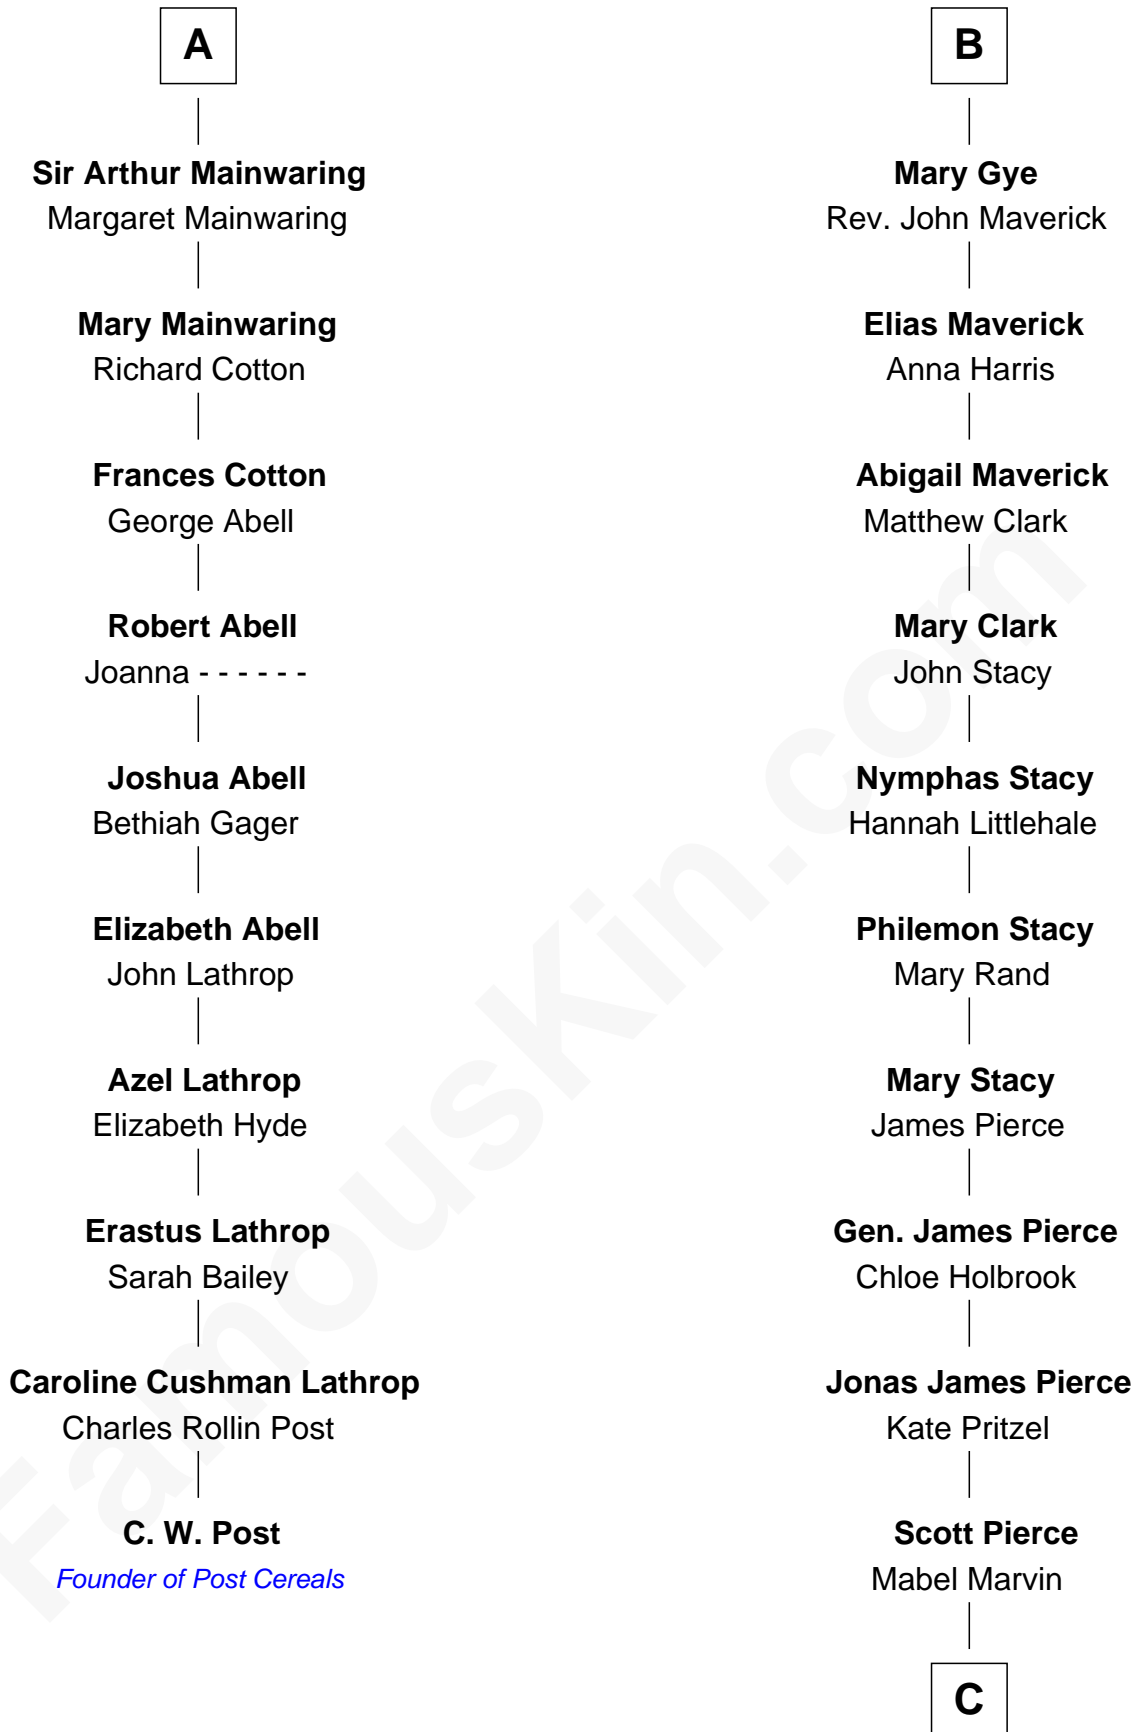 A
Sir Arthur Mainwaring
Margaret Mainwaring
Mary Mainwaring
Richard Cotton
Frances Cotton
George Abell
Robert Abell
Joanna - - - - - -
Joshua Abell
Bethiah Gager
Elizabeth Abell
John Lathrop
Azel Lathrop
Elizabeth Hyde
Erastus Lathrop
Sarah Bailey
Caroline Cushman Lathrop
Charles Rollin Post
C. W. Post
Founder of Post Cereals
B
Mary Gye
Rev. John Maverick
Elias Maverick
Anna Harris
Abigail Maverick
Matthew Clark
Mary Clark
John Stacy
Nymphas Stacy
Hannah Littlehale
Philemon Stacy
Mary Rand
Mary Stacy
James Pierce
Gen. James Pierce
Chloe Holbrook
Jonas James Pierce
Kate Pritzel
Scott Pierce
Mabel Marvin
C
FamousKin.com